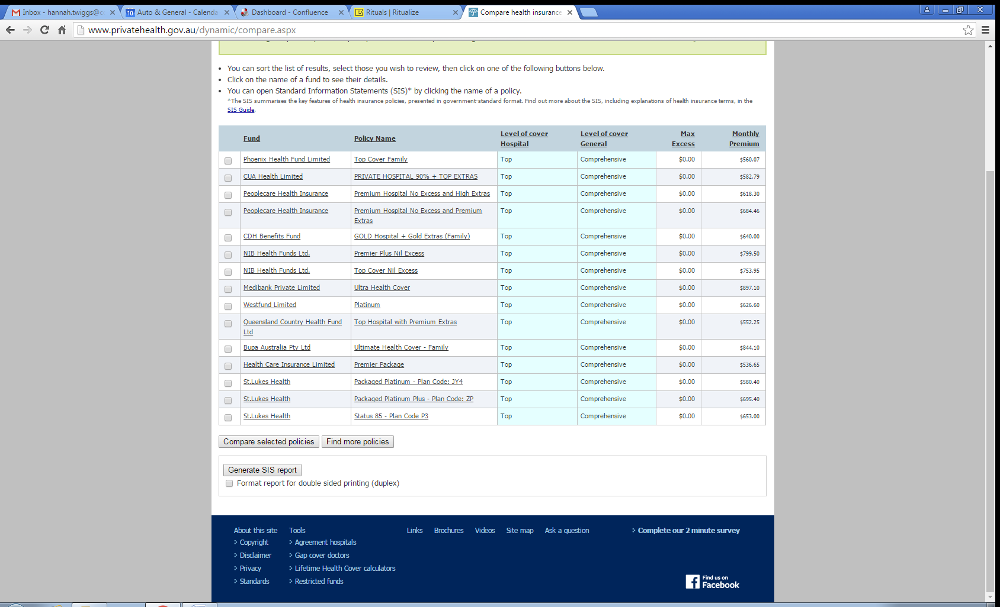 Inbox - hannah.twiggs@c
Auto & General - Calenda
Dashboard - Confluence
Rituals | Ritualize
Compare health insurance
www.privatehealth.gov.au/dynamic/compare.aspx
You can sort the list of results, select those you wish to review, then click on one of the following buttons below.
Click on the name of a fund to see their details.
You can open Standard Information Statements (SIS)* by clicking the name of a policy.
*The SIS summarises the key features of health insurance policies, presented in government-standard format. Find out more about the SIS, including explanations of health insurance terms, in the
SIS Guide.
Fund Policy Name Level of cover Hospital Level of cover General Max Excess Monthly Premium
Phoenix Health Fund Limited Top Cover Family Top Comprehensive $0.00 $560.07
CUA Health Limited PRIVATE HOSPITAL 90% + TOP EXTRAS Top Comprehensive $0.00 $582.79
Peoplecare Health Insurance Premium Hospital No Excess and High Extras Top Comprehensive $0.00 $618.30
Peoplecare Health Insurance Premium Hospital No Excess and Premium Extras Top Comprehensive $0.00 $684.46
CDH Benefits Fund GOLD Hospital + Gold Extras (Family) Top Comprehensive $0.00 $640.00
NIB Health Funds Ltd. Premier Plus Nil Excess Top Comprehensive $0.00 $799.50
NIB Health Funds Ltd. Top Cover Nil Excess Top Comprehensive $0.00 $753.95
Medibank Private Limited Ultra Health Cover Top Comprehensive $0.00 $897.10
Westfund Limited Platinum Top Comprehensive $0.00 $626.60
Queensland Country Health Fund Ltd Top Hospital with Premium Extras Top Comprehensive $0.00 $552.25
Bupa Australia Pty Ltd Ultimate Health Cover - Family Top Comprehensive $0.00 $844.10
Health Care Insurance Limited Premier Package Top Comprehensive $0.00 $536.65
St.Lukes Health Packaged Platinum - Plan Code: JY4 Top Comprehensive $0.00 $580.40
St.Lukes Health Packaged Platinum Plus - Plan Code: ZP Top Comprehensive $0.00 $695.40
St.Lukes Health Status 85 - Plan Code P3 Top Comprehensive $0.00 $653.00
Compare selected policies Find more policies
Generate SIS report
Format report for double sided printing (duplex)
About this site Tools Links Brochures Videos Site map Ask a question Complete our 2 minute survey
Copyright Agreement hospitals
Disclaimer Gap cover doctors
Privacy Lifetime Health Cover calculators
Standards Restricted funds
Find us on
Facebook